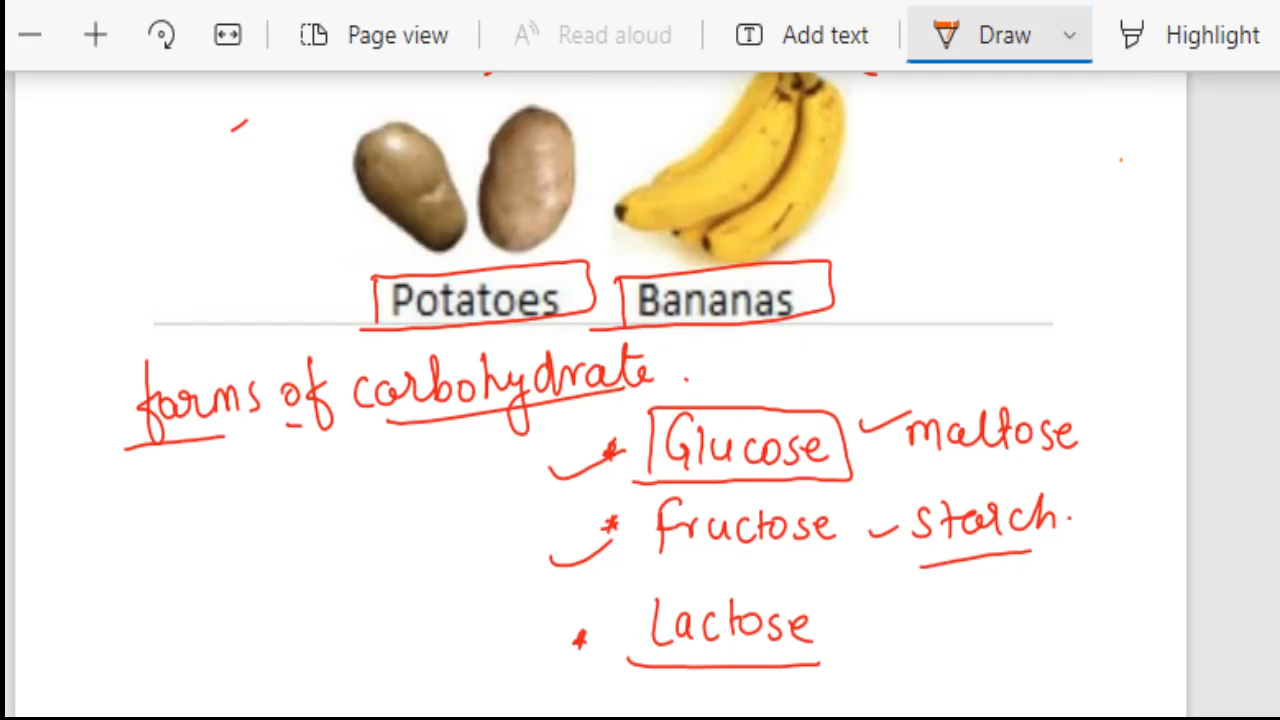 Page view Read aloud Add text Draw Highlight
Potatoes Bananas
forms of carbohydrate.
* Glucose maltose
* fructose starch.
* Lactose